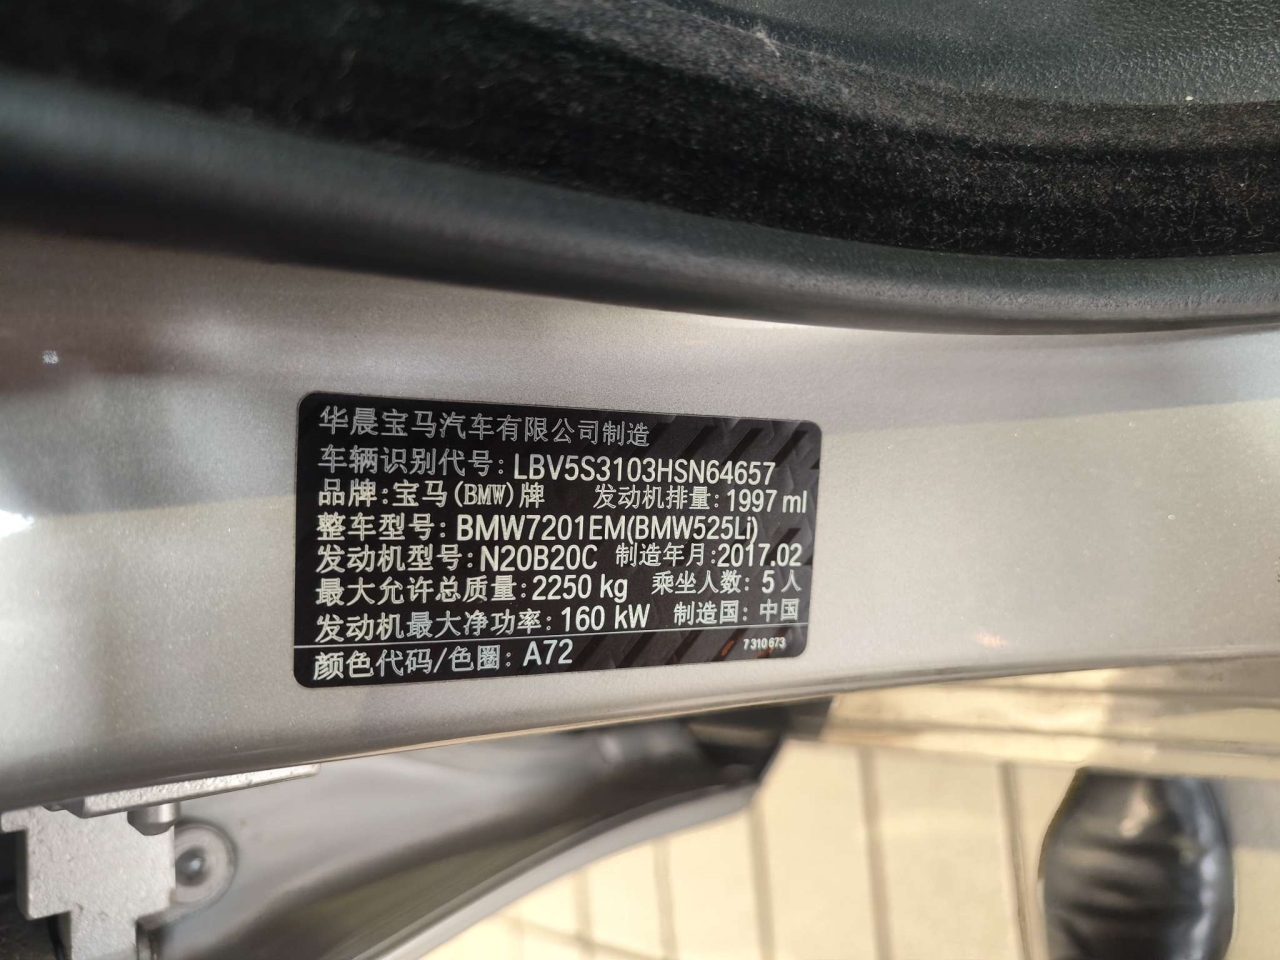 华晨宝马汽车有限公司制造
车辆识别代号: LBV5S3103HSN64657
品牌:宝马(BMW)牌 发动机排量: 1997 ml
整车型号: BMW7201EM(BMW525Li)
发动机型号: N20B20C 制造年月:2017.02
最大允许总质量: 2250 kg 乘坐人数: 5 人
发动机最大净功率: 160 kW 制造国: 中国
颜色代码/色圈: A72 7310673